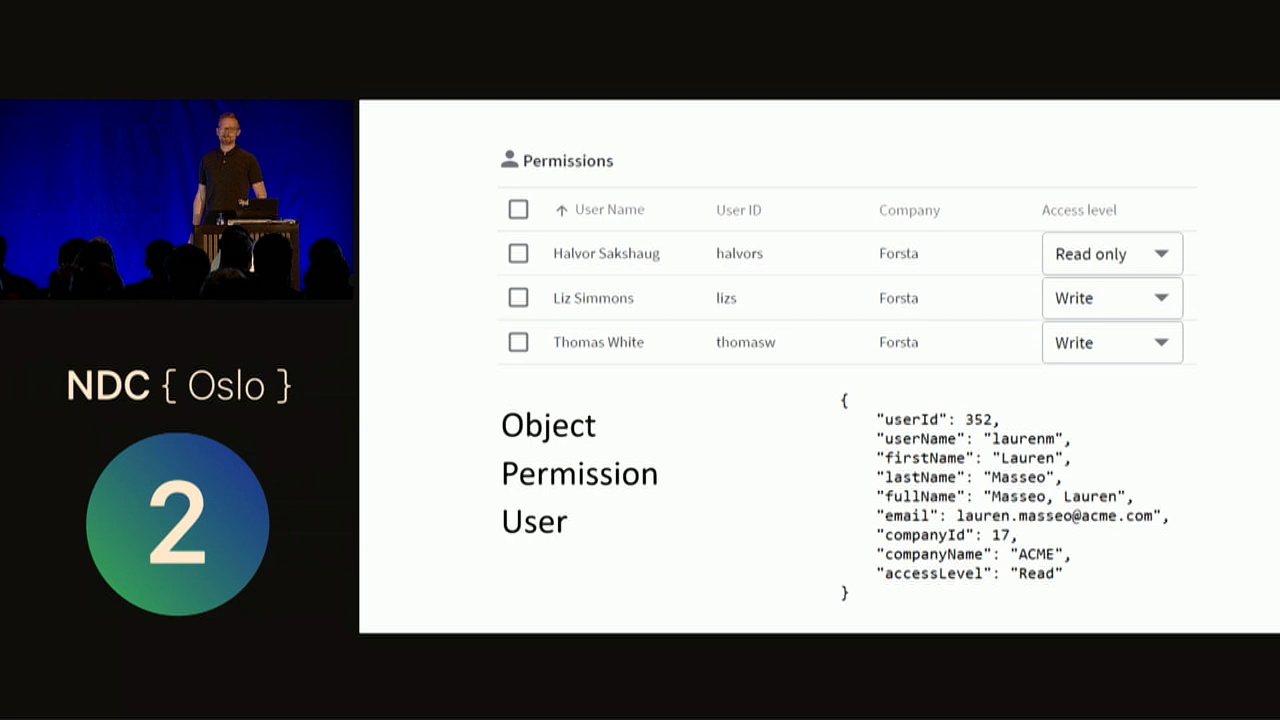 NDC { Oslo }
2
Permissions
↑ User Name User ID Company Access level
Halvor Sakshaug halvors Forsta Read only
Liz Simmons lizs Forsta Write
Thomas White thomasw Forsta Write
Object
Permission
User
{
"userId": 352,
"userName": "laurenm",
"firstName": "Lauren",
"lastName": "Masseo",
"fullName": "Masseo, Lauren",
"email": lauren.masseo@acme.com",
"companyId": 17,
"companyName": "ACME",
"accessLevel": "Read"
}